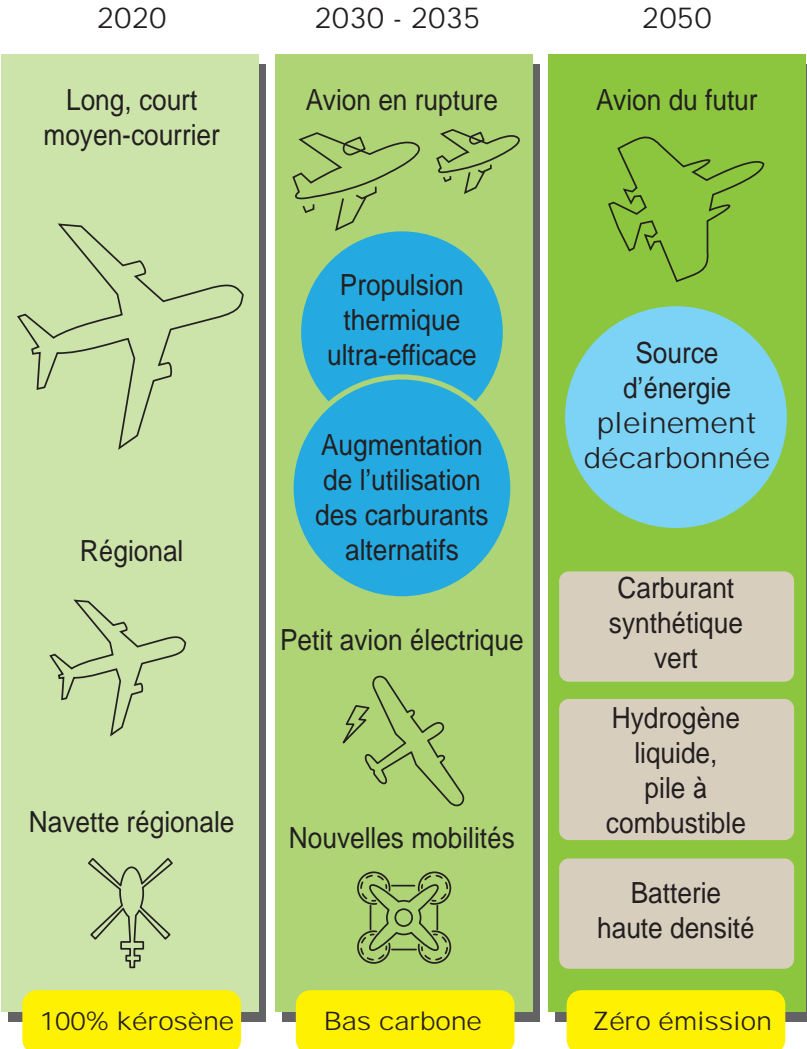 2020
Long, court
moyen-courrier
Régional
Navette régionale
100% kérosène
2030 - 2035
Avion en rupture
Propulsion
thermique
ultra-efficace
Augmentation
de l’utilisation
des carburants
alternatifs
Petit avion électrique
Nouvelles mobilités
Bas carbone
2050
Avion du futur
Source
d’énergie
pleinement
décarbonnée
Carburant
synthétique
vert
Hydrogène
liquide,
pile à
combustible
Batterie
haute densité
Zéro émission